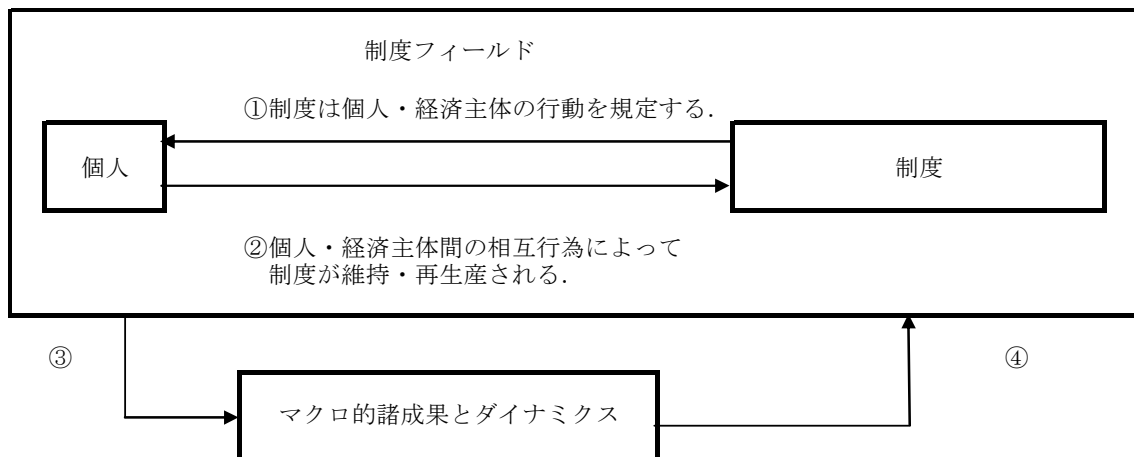 制度フィールド
①制度は個人・経済主体の行動を規定する.
個人
制度
②個人・経済主体間の相互行為によって
制度が維持・再生産される.
③
④
マクロ的諸成果とダイナミクス